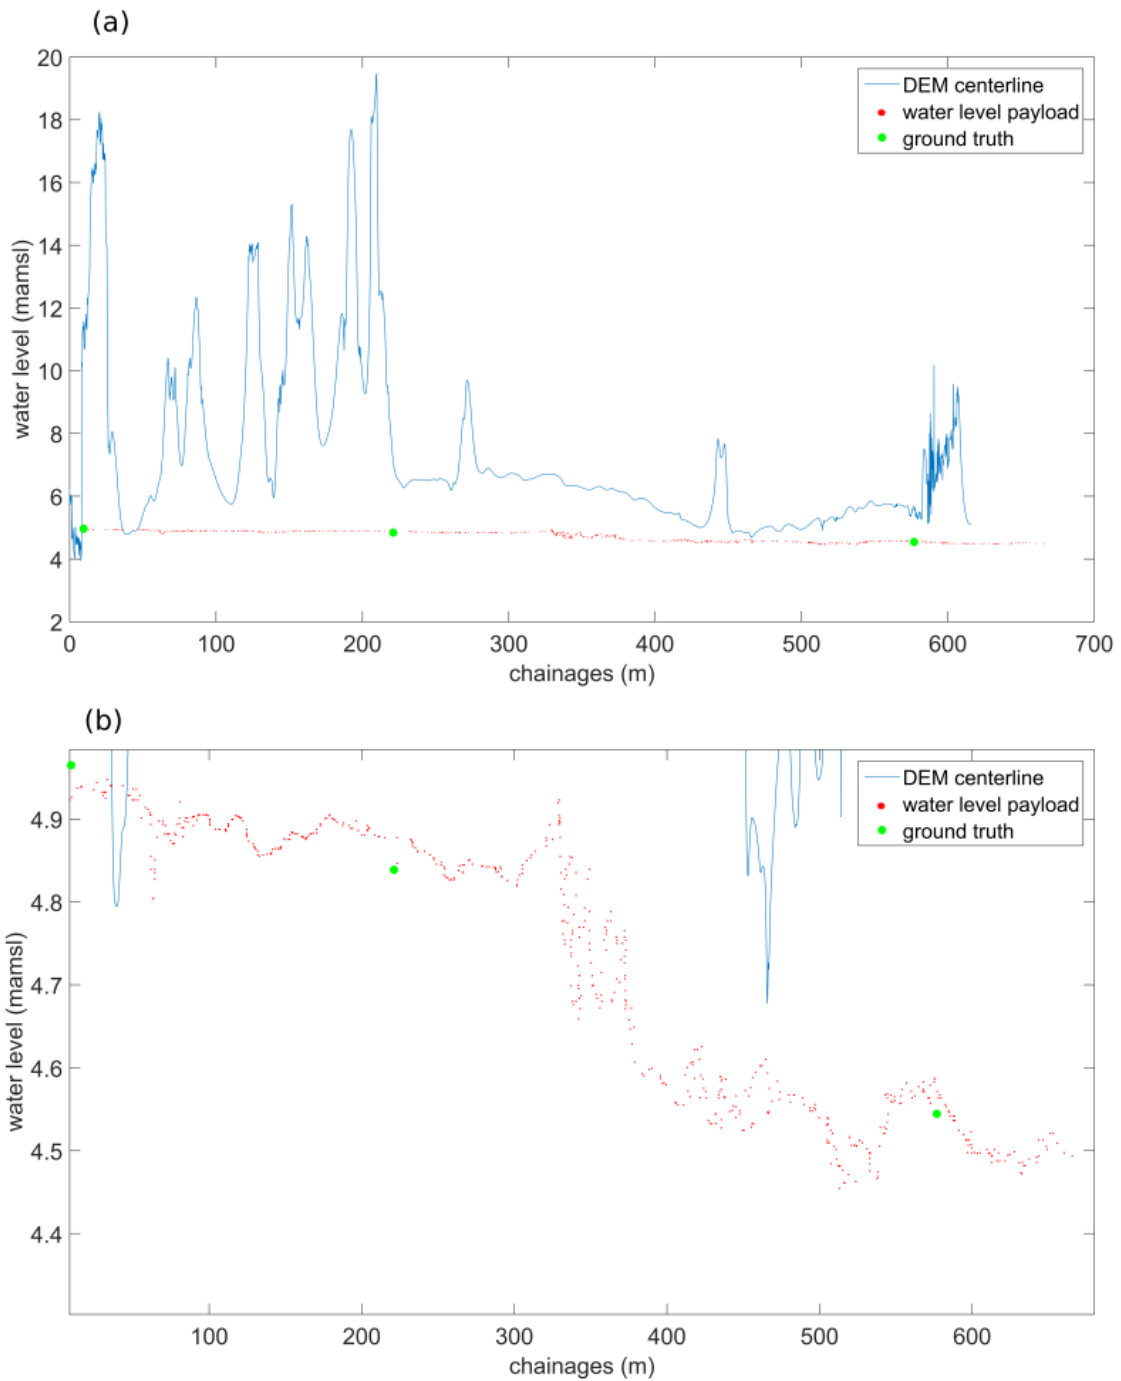 (a)
20
18
16
14
12
10
8
6
4
2
water level (mamsl)
DEM centerline
water level payload
ground truth
0 100 200 300 400 500 600 700
chainages (m)
(b)
4.9
4.8
4.7
4.6
4.5
4.4
water level (mamsl)
DEM centerline
water level payload
ground truth
100 200 300 400 500 600
chainages (m)